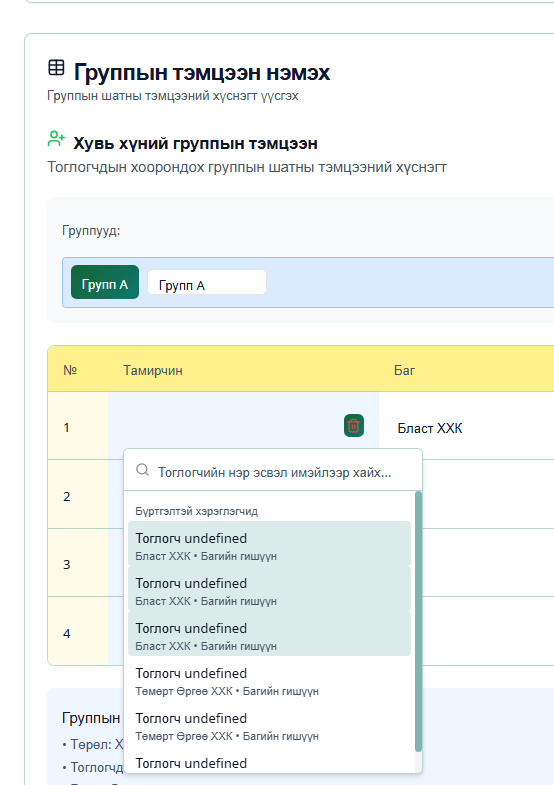 Группын тэмцээн нэмэх
Группын шатны тэмцээний хүснэгт үүсгэх
Хувь хүний группын тэмцээн
Тоглогчдын хоорондох группын шатны тэмцээний хүснэгт
Группууд:
Групп А Групп А
№ Тамирчин Баг
1 Бласт ХХК
Тоглогчийн нэр эсвэл имэйлээр хайх...
Бүртгэлтэй хэрэглэгчид
2
Тоглогч undefined
Бласт ХХК • Багийн гишүүн
3
Тоглогч undefined
Бласт ХХК • Багийн гишүүн
4
Тоглогч undefined
Бласт ХХК • Багийн гишүүн
Тоглогч undefined
Төмөрт Өргөө ХХК • Багийн гишүүн
Группын
Тоглогч undefined
Төмөрт Өргөө ХХК • Багийн гишүүн
• Төрөл: Х
• Тоглогчд
Тоглогч undefined